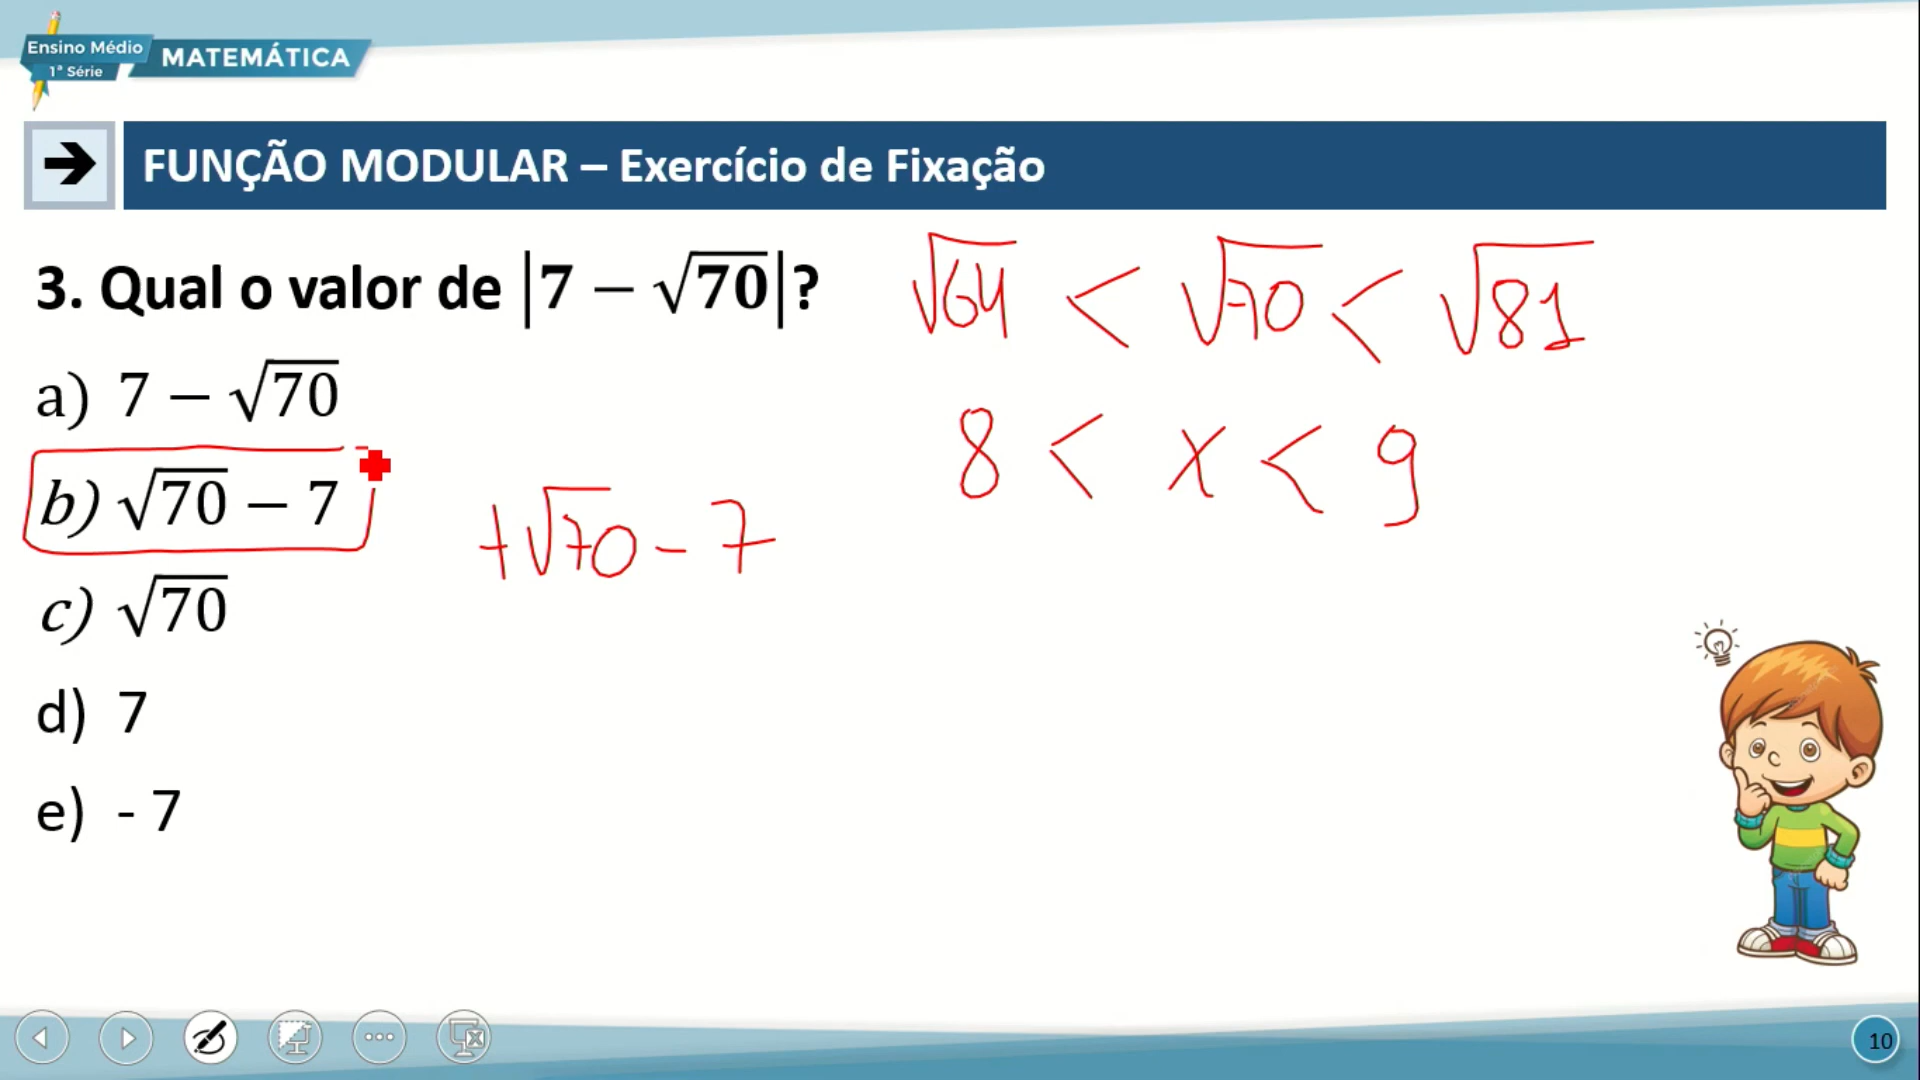 Ensino Médio
1ª Série
MATEMÁTICA
FUNÇÃO MODULAR – Exercício de Fixação
3. Qual o valor de |7 − √70|?
√64 < √70 < √81
a) 7 − √70
8 < x < 9
b) √70 − 7
+√70 - 7
c) √70
d) 7
e) - 7
10